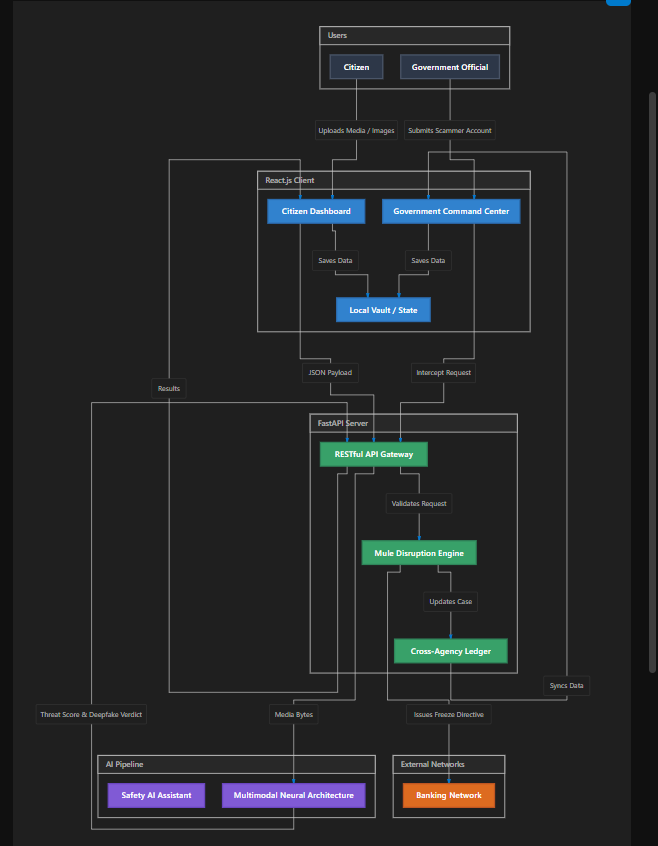 Users
Citizen
Government Official
Uploads Media / Images
Submits Scammer Account
React.js Client
Citizen Dashboard
Government Command Center
Saves Data
Saves Data
Local Vault / State
JSON Payload
Intercept Request
Results
FastAPI Server
RESTful API Gateway
Validates Request
Mule Disruption Engine
Updates Case
Cross-Agency Ledger
Syncs Data
Threat Score & Deepfake Verdict
Media Bytes
Issues Freeze Directive
AI Pipeline
External Networks
Safety AI Assistant
Multimodal Neural Architecture
Banking Network